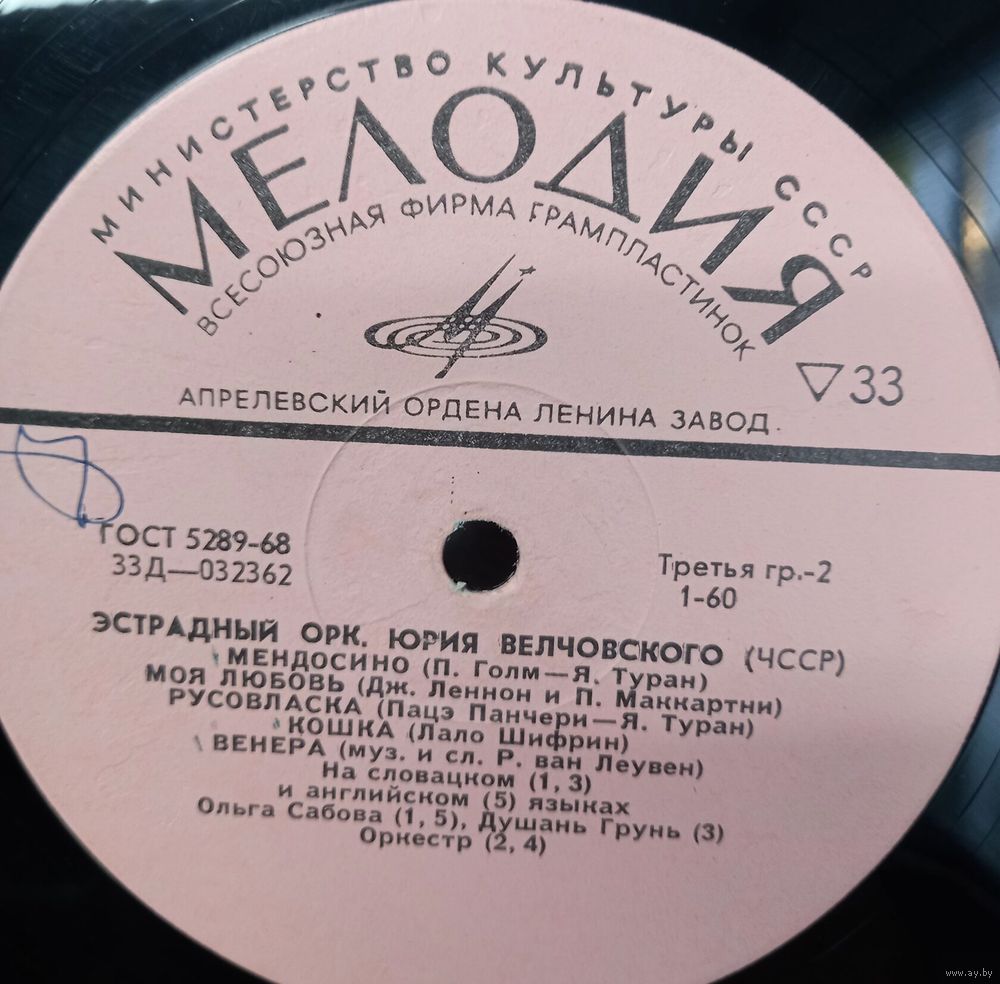 МИНИСТЕРСТВО КУЛЬТУРЫ СССР
МЕЛОДИЯ
ВСЕСОЮЗНАЯ ФИРМА ГРАМПЛАСТИНОК
▽33
АПРЕЛЕВСКИЙ ОРДЕНА ЛЕНИНА ЗАВОД
ГОСТ 5289-68
33Д—032362
Третья гр.-2
1-60
ЭСТРАДНЫЙ ОРК. ЮРИЯ ВЕЛЧОВСКОГО (ЧССР)
МЕНДОСИНО (П. Голм—Я. Туран)
МОЯ ЛЮБОВЬ (Дж. Леннон и П. Маккартни)
РУСОВЛАСКА (Пацэ Панчери—Я. Туран)
КОШКА (Лало Шифрин)
ВЕНЕРА (муз. и сл. Р. ван Леувен)
На словацком (1, 3)
и английском (5) языках
Ольга Сабова (1, 5), Душань Грунь (3)
Оркестр (2, 4)
www.ay.by